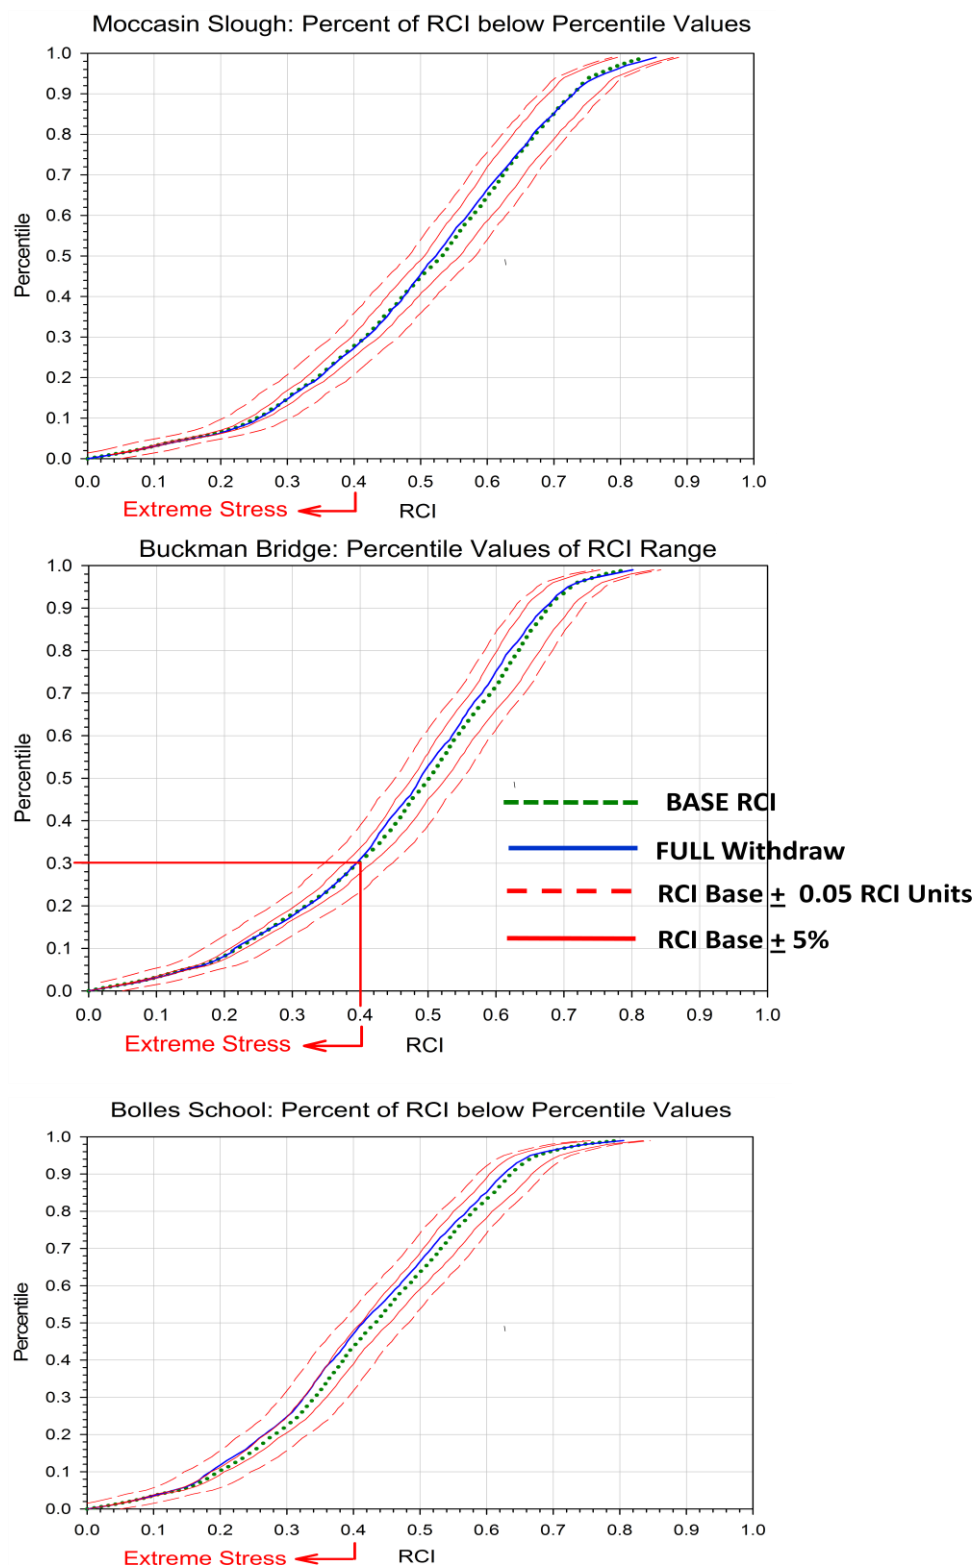 Moccasin Slough: Percent of RCI below Percentile Values
1.0
0.9
0.8
0.7
0.6
0.5
0.4
0.3
0.2
0.1
0.0
Percentile
0.0 0.1 0.2 0.3 0.4 0.5 0.6 0.7 0.8 0.9 1.0
Extreme Stress
RCI
Buckman Bridge: Percentile Values of RCI Range
1.0
0.9
0.8
0.7
0.6
0.5
0.4
0.3
0.2
0.1
0.0
Percentile
BASE RCI
FULL Withdraw
RCI Base ± 0.05 RCI Units
RCI Base ± 5%
0.0 0.1 0.2 0.3 0.4 0.5 0.6 0.7 0.8 0.9 1.0
Extreme Stress
RCI
Bolles School: Percent of RCI below Percentile Values
1.0
0.9
0.8
0.7
0.6
0.5
0.4
0.3
0.2
0.1
0.0
Percentile
0.0 0.1 0.2 0.3 0.4 0.5 0.6 0.7 0.8 0.9 1.0
Extreme Stress
RCI